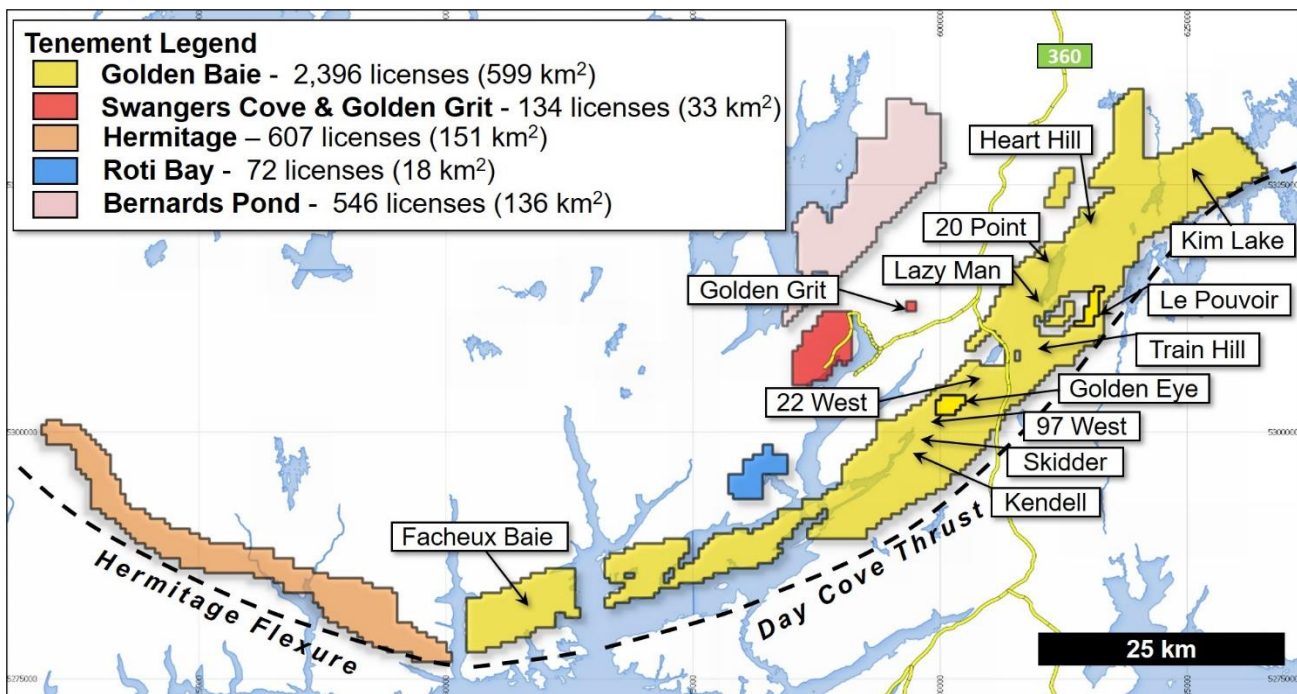 Tenement Legend
Golden Baie - 2,396 licenses (599 km²)
Swangers Cove & Golden Grit - 134 licenses (33 km²)
Hermitage – 607 licenses (151 km²)
Roti Bay - 72 licenses (18 km²)
Bernards Pond - 546 licenses (136 km²)
360
Heart Hill
5325000
20 Point
Kim Lake
Lazy Man
Golden Grit
Le Pouvoir
Train Hill
22 West
Golden Eye
97 West
5300000
Skidder
Kendell
Facheux Baie
Hermitage Flexure
Day Cove Thrust
25 km
5275000